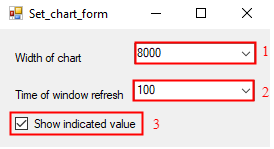 Set_chart_form
Width of chart 8000 1
Time of window refresh 100 2
Show indicated value 3